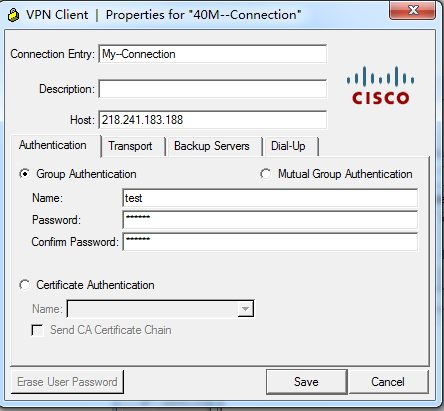 VPN Client | Properties for "40M--Connection"
Connection Entry: My--Connection
Description:
Host: 218.241.183.188
CISCO
Authentication Transport Backup Servers Dial-Up
Group Authentication Mutual Group Authentication
Name: test
Password: ******
Confirm Password: ******
Certificate Authentication
Name:
Send CA Certificate Chain
Erase User Password Save Cancel